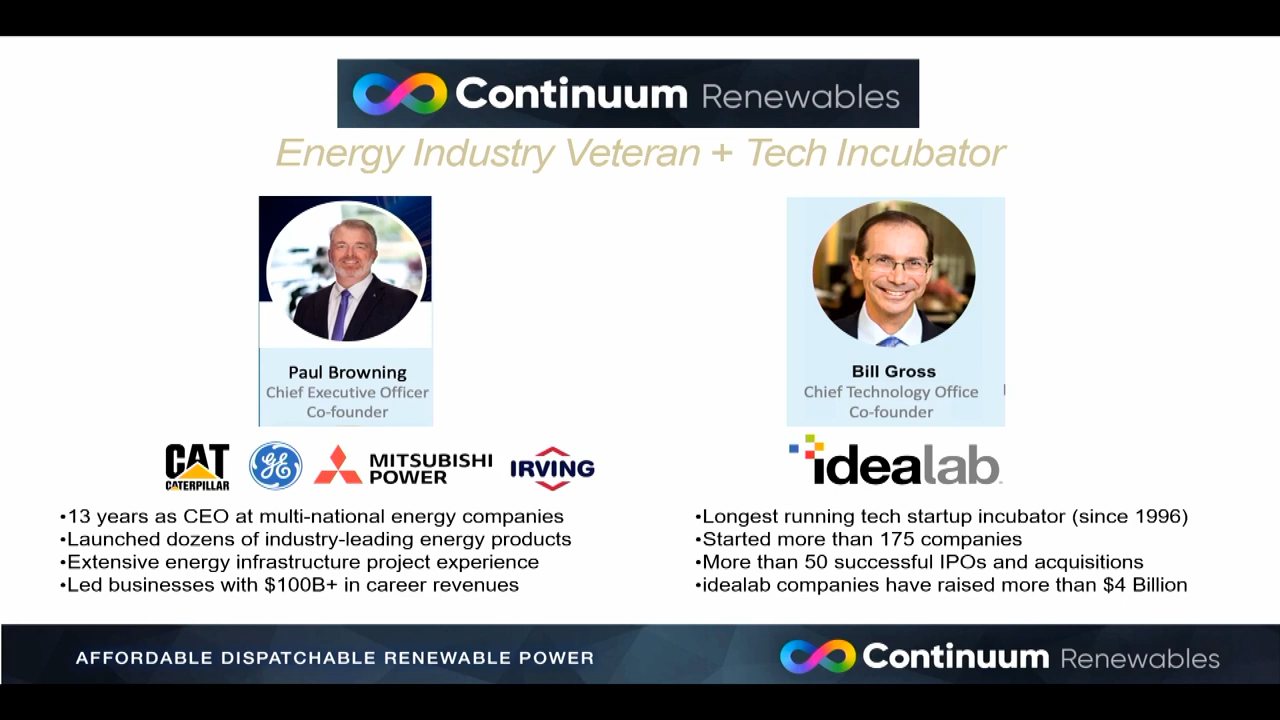 Continuum Renewables
Energy Industry Veteran + Tech Incubator
Paul Browning
Chief Executive Officer
Co-founder
Bill Gross
Chief Technology Office
Co-founder
CAT
CATERPILLAR
GE
MITSUBISHI
POWER
IRVING
idealab
•13 years as CEO at multi-national energy companies
•Launched dozens of industry-leading energy products
•Extensive energy infrastructure project experience
•Led businesses with $100B+ in career revenues
•Longest running tech startup incubator (since 1996)
•Started more than 175 companies
•More than 50 successful IPOs and acquisitions
•idealab companies have raised more than $4 Billion
AFFORDABLE DISPATCHABLE RENEWABLE POWER
Continuum Renewables